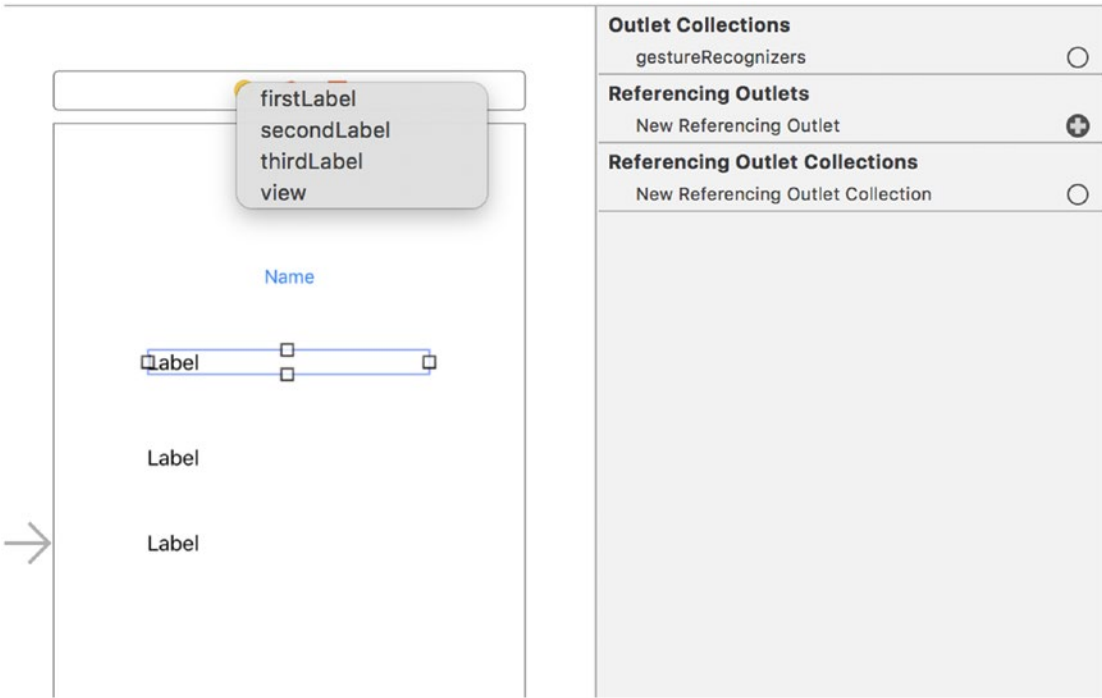 firstLabel
secondLabel
thirdLabel
view
Name
Label
Label
Label
Outlet Collections
gestureRecognizers
Referencing Outlets
New Referencing Outlet
Referencing Outlet Collections
New Referencing Outlet Collection